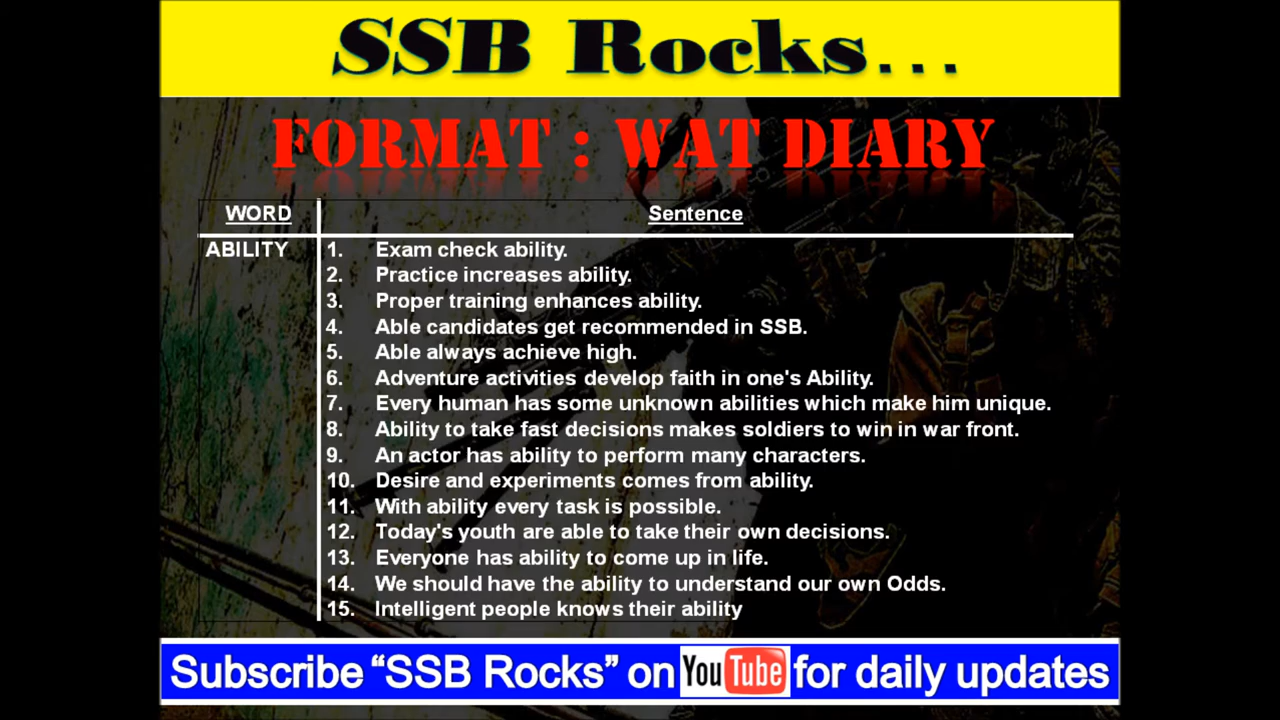 SSB Rocks...
FORMAT : WAT DIARY
WORD Sentence
ABILITY 1. Exam check ability.
2. Practice increases ability.
3. Proper training enhances ability.
4. Able candidates get recommended in SSB.
5. Able always achieve high.
6. Adventure activities develop faith in one's Ability.
7. Every human has some unknown abilities which make him unique.
8. Ability to take fast decisions makes soldiers to win in war front.
9. An actor has ability to perform many characters.
10. Desire and experiments comes from ability.
11. With ability every task is possible.
12. Today's youth are able to take their own decisions.
13. Everyone has ability to come up in life.
14. We should have the ability to understand our own Odds.
15. Intelligent people knows their ability
Subscribe “SSB Rocks” on YouTube for daily updates